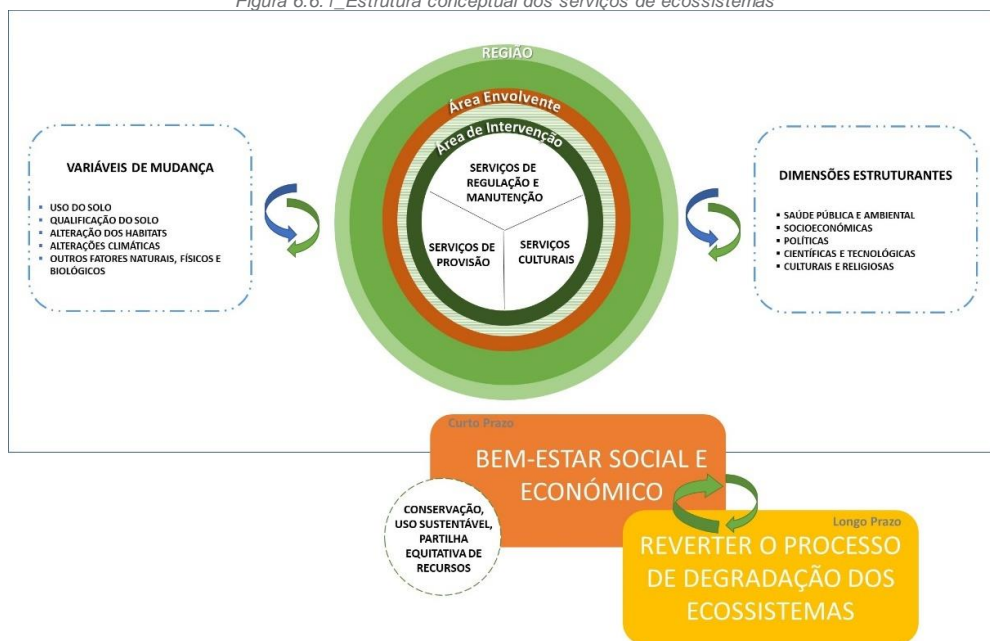 Figura 6.6.1_Estrutura conceptual dos serviços de ecossistemas
REGIÃO
Área Envolvente
Área de Intervenção
SERVIÇOS DE
REGULAÇÃO E
MANUTENÇÃO
SERVIÇOS DE
PROVISÃO
SERVIÇOS
CULTURAIS
VARIÁVEIS DE MUDANÇA
▪ USO DO SOLO
▪ QUALIFICAÇÃO DO SOLO
▪ ALTERAÇÃO DOS HABITATS
▪ ALTERAÇÕES CLIMÁTICAS
▪ OUTROS FATORES NATURAIS, FÍSICOS E
BIOLÓGICOS
DIMENSÕES ESTRUTURANTES
▪ SAÚDE PÚBLICA E AMBIENTAL
▪ SOCIOECONÓMICAS
▪ POLÍTICAS
▪ CIENTÍFICAS E TECNOLÓGICAS
▪ CULTURAIS E RELIGIOSAS
Curto Prazo
BEM-ESTAR SOCIAL E
ECONÓMICO
CONSERVAÇÃO,
USO SUSTENTÁVEL,
PARTILHA
EQUITATIVA DE
RECURSOS
Longo Prazo
REVERTER O PROCESSO
DE DEGRADAÇÃO DOS
ECOSSISTEMAS